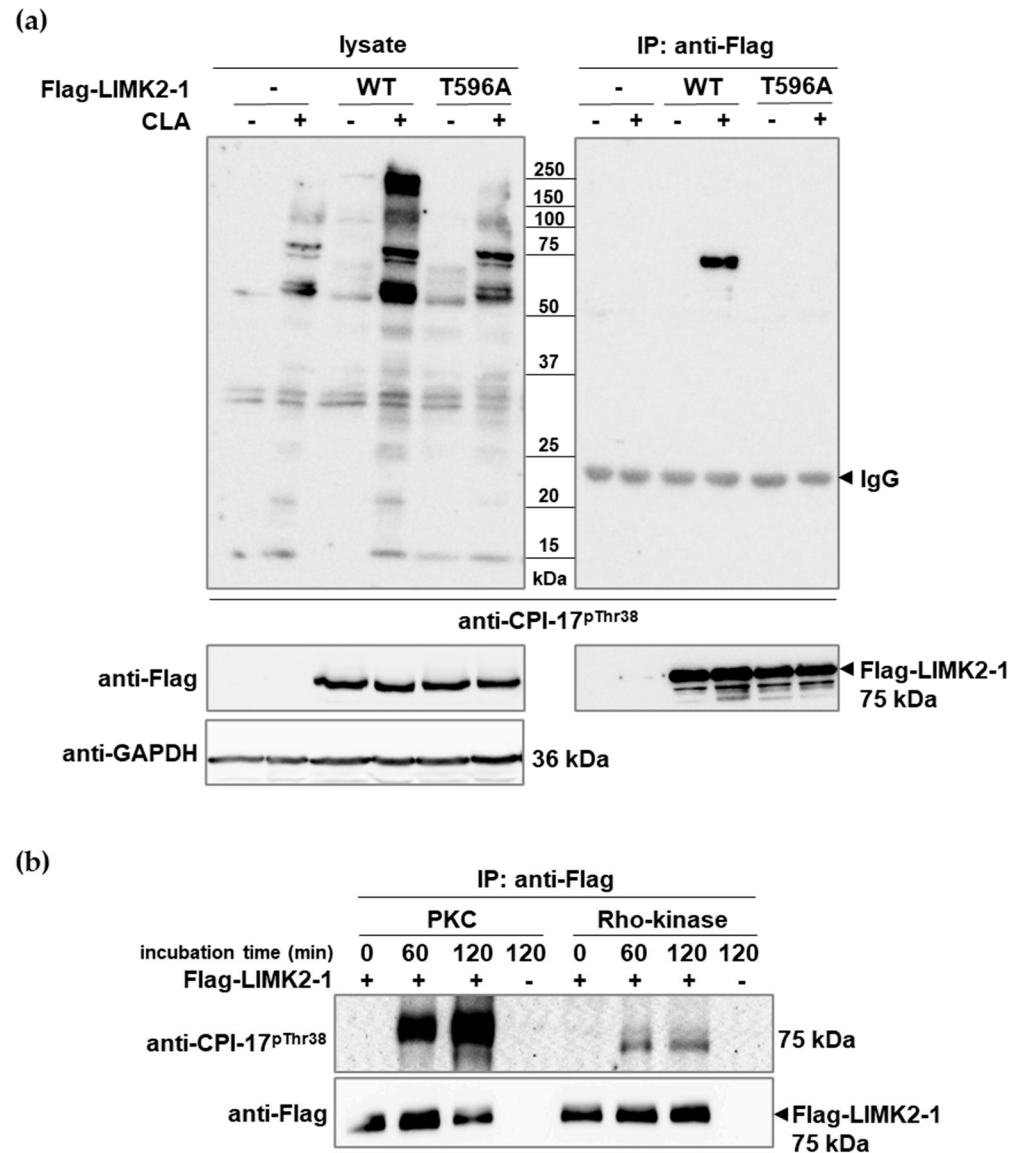 (a)
lysate IP: anti-Flag
Flag-LIMK2-1 - WT T596A - WT T596A
CLA - + - + - + - + - + - +
250
150
100
75
50
37
25
20
15
kDa
◄ IgG
anti-CPI-17pThr38
anti-Flag ◄ Flag-LIMK2-1
75 kDa
anti-GAPDH 36 kDa
(b)
IP: anti-Flag
PKC Rho-kinase
incubation time (min) 0 60 120 120 0 60 120 120
Flag-LIMK2-1 + + + - + + + -
anti-CPI-17pThr38 75 kDa
anti-Flag ◄ Flag-LIMK2-1
75 kDa